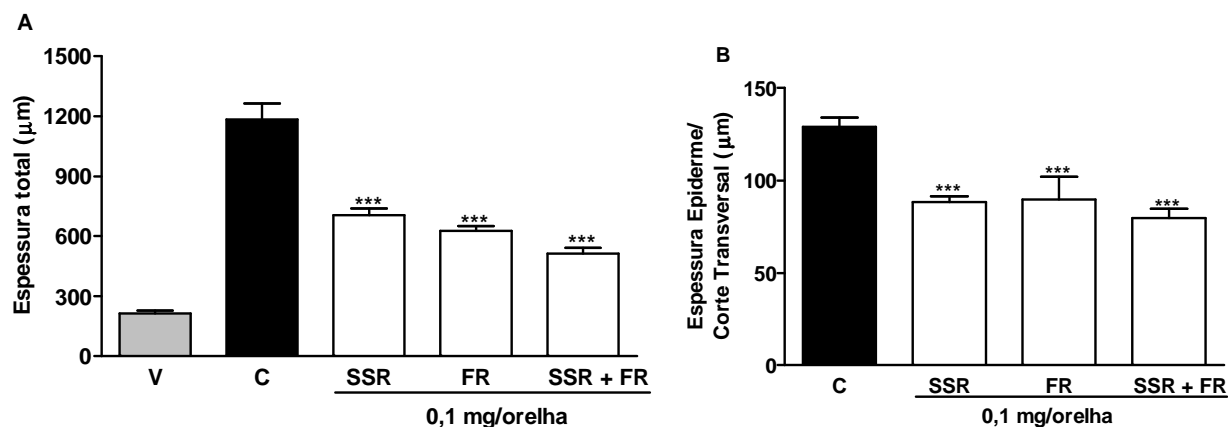 A
Espessura total (μm)
1500
1200
900
600
300
0
***
***
***
V C SSR FR SSR + FR
0,1 mg/orelha
B
Espessura Epiderme/
Corte Transversal (μm)
150
100
50
0
***
***
***
C SSR FR SSR + FR
0,1 mg/orelha